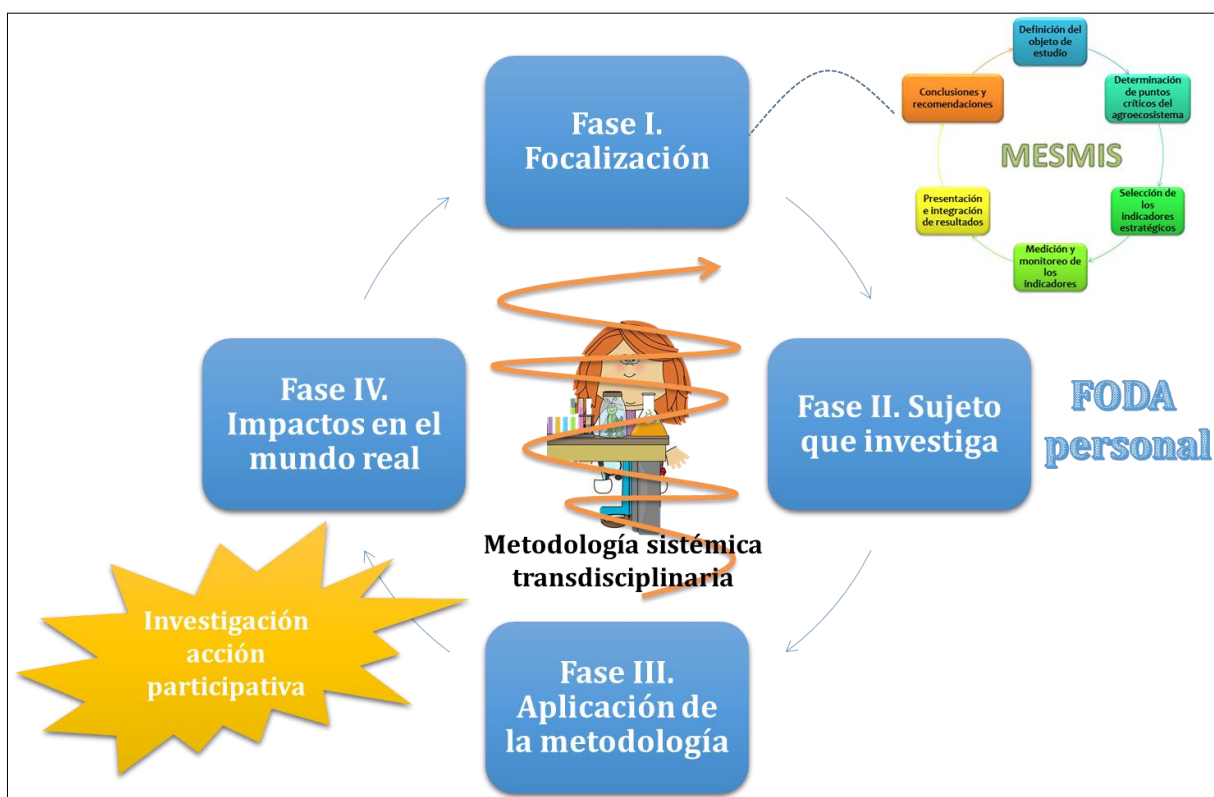 Fase I.
Focalización
Definición del
objeto de
estudio
Determinación
de puntos
críticos del
agroecosistema
Selección de
los
indicadores
estratégicos
Medición y
monitoreo de
los
indicadores
Presentación
e integración
de resultados
Conclusiones y
recomendaciones
MESMIS
Fase II. Sujeto
que investiga
FODA
personal
Fase III.
Aplicación de
la metodología
Fase IV.
Impactos en el
mundo real
Investigación
acción
participativa
Metodología sistémica
transdisciplinaria